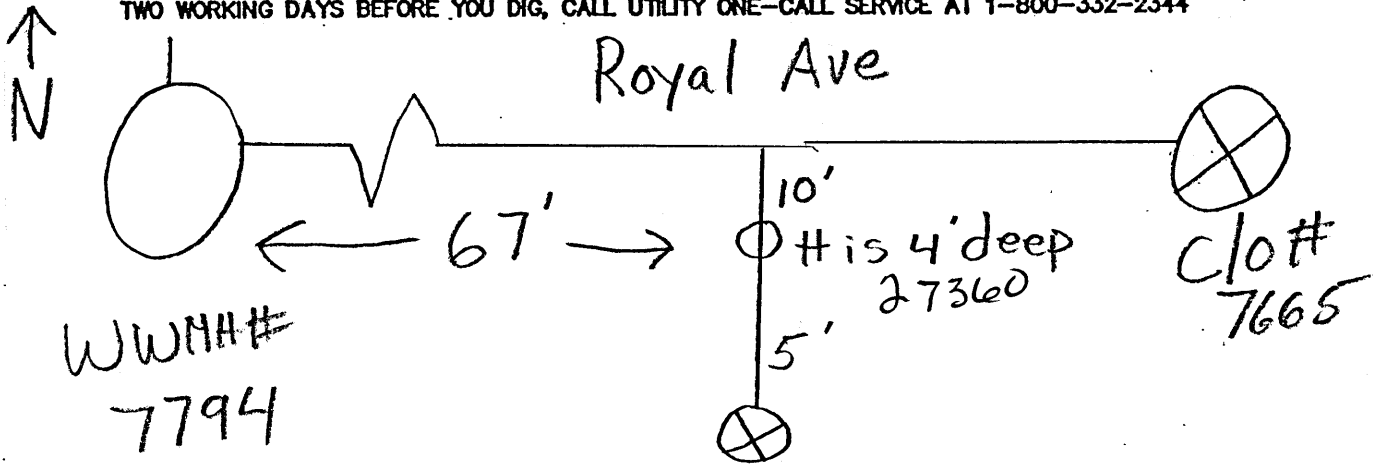 TWO WORKING DAYS BEFORE YOU DIG, CALL UTILITY ONE-CALL SERVICE AT 1-800-332-2344
N
Royal Ave
10'
67'
# is 4' deep
27360
C/O#
7665
5'
WWMH#
7794